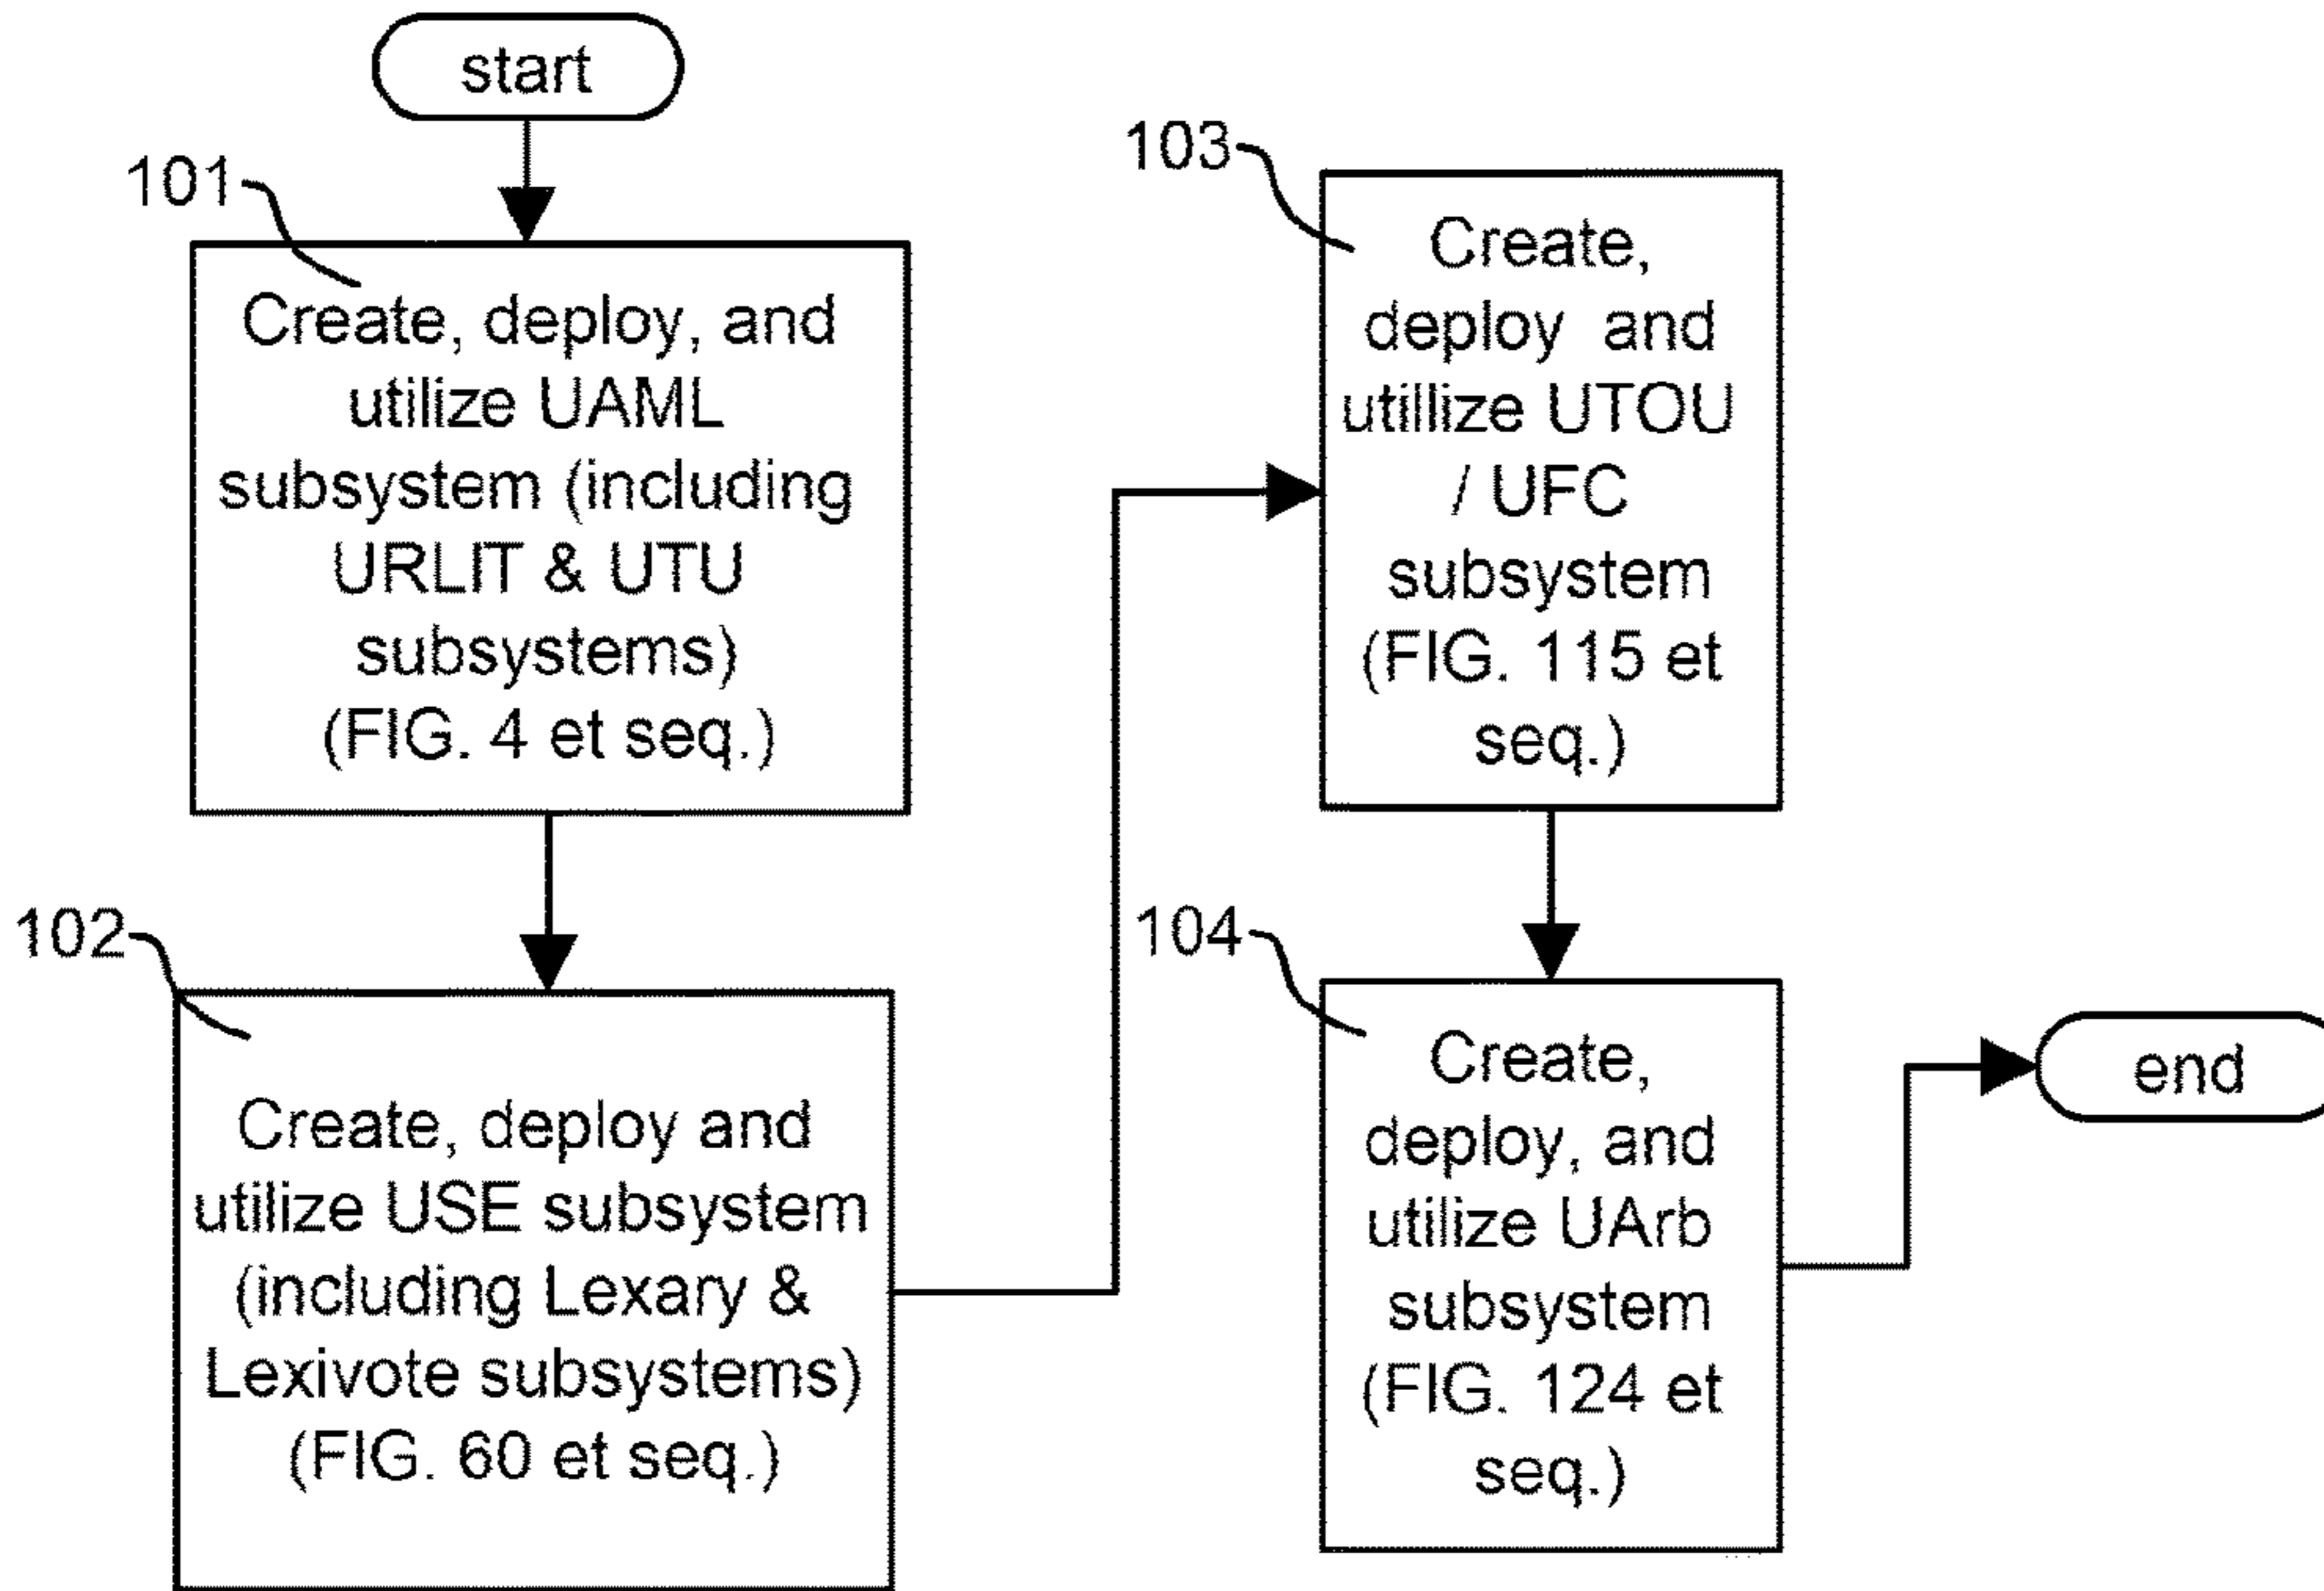 start
101
Create, deploy, and
utilize UAML
subsystem (including
URLIT & UTU
subsystems)
(FIG. 4 et seq.)
102
Create, deploy and
utilize USE subsystem
(including Lexary &
Lexivote subsystems)
(FIG. 60 et seq.)
103
Create,
deploy and
utillize UTOU
/ UFC
subsystem
(FIG. 115 et
seq.)
104
Create,
deploy, and
utilize UArb
subsystem
(FIG. 124 et
seq.)
end